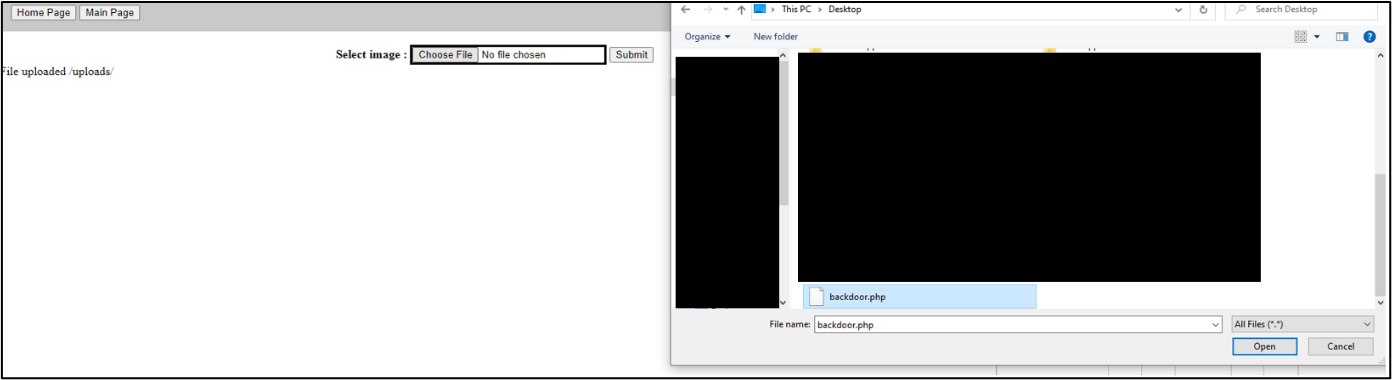 Home Page Main Page
Select image : Choose File No file chosen Submit
File uploaded /uploads/
This PC > Desktop
Search Desktop
Organize
New folder
backdoor.php
File name: backdoor.php
All Files (*.*)
Open
Cancel